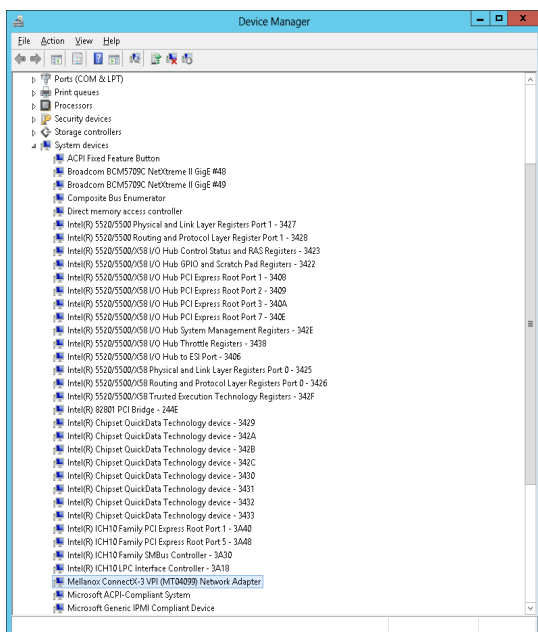 Device Manager
File Action View Help
Ports (COM & LPT)
Print queues
Processors
Security devices
Storage controllers
System devices
ACPI Fixed Feature Button
Broadcom BCM5709C NetXtreme II GigE #48
Broadcom BCM5709C NetXtreme II GigE #49
Composite Bus Enumerator
Direct memory access controller
Intel(R) 5520/5500 Physical and Link Layer Registers Port 1 - 3427
Intel(R) 5520/5500 Routing and Protocol Layer Register Port 1 - 3428
Intel(R) 5520/5500/X58 I/O Hub Control Status and RAS Registers - 3423
Intel(R) 5520/5500/X58 I/O Hub GPIO and Scratch Pad Registers - 3422
Intel(R) 5520/5500/X58 I/O Hub PCI Express Root Port 1 - 3408
Intel(R) 5520/5500/X58 I/O Hub PCI Express Root Port 2 - 3409
Intel(R) 5520/5500/X58 I/O Hub PCI Express Root Port 3 - 340A
Intel(R) 5520/5500/X58 I/O Hub PCI Express Root Port 7 - 340E
Intel(R) 5520/5500/X58 I/O Hub System Management Registers - 342E
Intel(R) 5520/5500/X58 I/O Hub Throttle Registers - 3438
Intel(R) 5520/5500/X58 I/O Hub to ESI Port - 3406
Intel(R) 5520/5500/X58 Physical and Link Layer Registers Port 0 - 3425
Intel(R) 5520/5500/X58 Routing and Protocol Layer Registers Port 0 - 3426
Intel(R) 5520/5500/X58 Trusted Execution Technology Registers - 342F
Intel(R) 82801 PCI Bridge - 244E
Intel(R) Chipset QuickData Technology device - 3429
Intel(R) Chipset QuickData Technology device - 342A
Intel(R) Chipset QuickData Technology device - 342B
Intel(R) Chipset QuickData Technology device - 342C
Intel(R) Chipset QuickData Technology device - 3430
Intel(R) Chipset QuickData Technology device - 3431
Intel(R) Chipset QuickData Technology device - 3432
Intel(R) Chipset QuickData Technology device - 3433
Intel(R) ICH10 Family PCI Express Root Port 1 - 3A40
Intel(R) ICH10 Family PCI Express Root Port 5 - 3A48
Intel(R) ICH10 Family SMBus Controller - 3A30
Intel(R) ICH10 LPC Interface Controller - 3A18
Mellanox ConnectX-3 VPI (MT04099) Network Adapter
Microsoft ACPI-Compliant System
Microsoft Generic IPMI Compliant Device